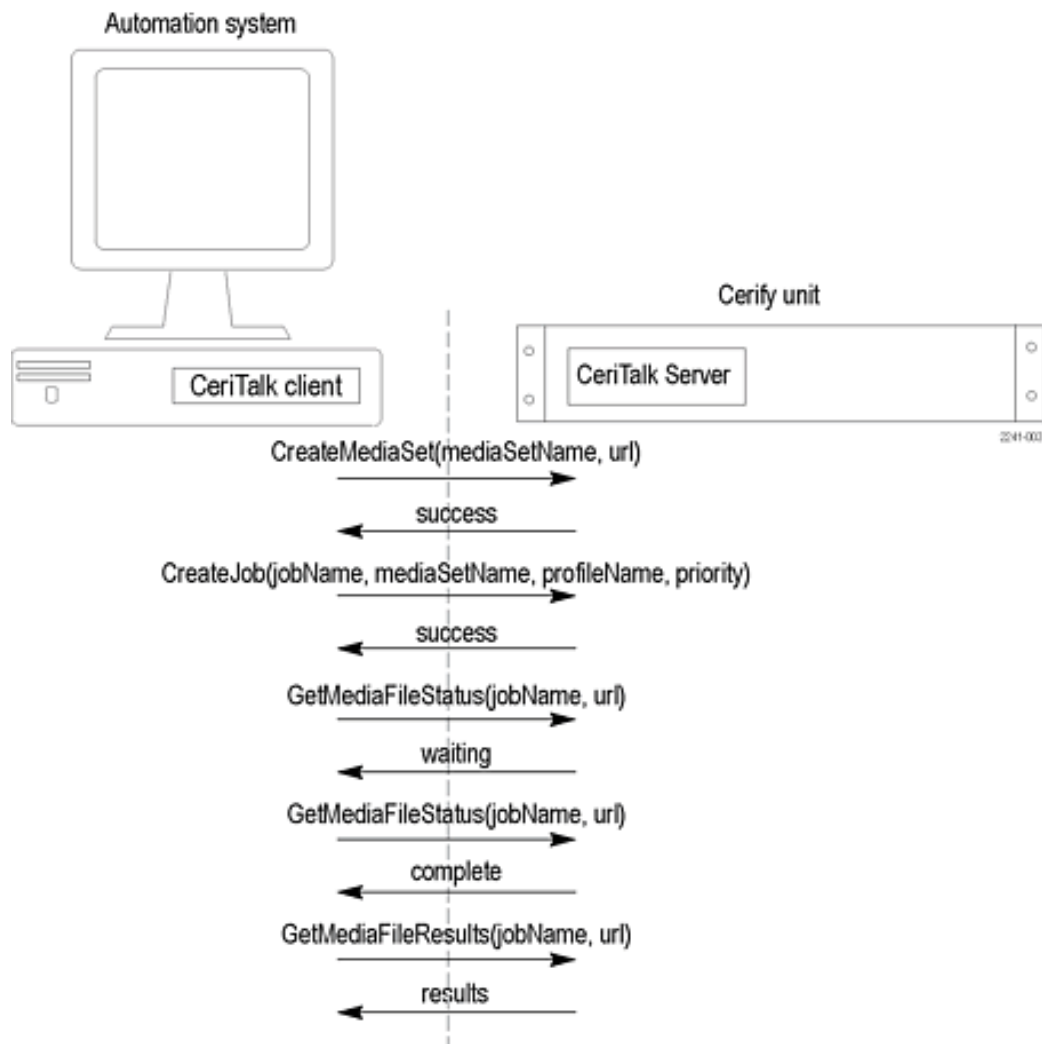 Automation system
Cerify unit
CeriTalk client
CeriTalk Server
CreateMediaSet(mediaSetName, url)
success
CreateJob(jobName, mediaSetName, profileName, priority)
success
GetMediaFileStatus(jobName, url)
waiting
GetMediaFileStatus(jobName, url)
complete
GetMediaFileResults(jobName, url)
results